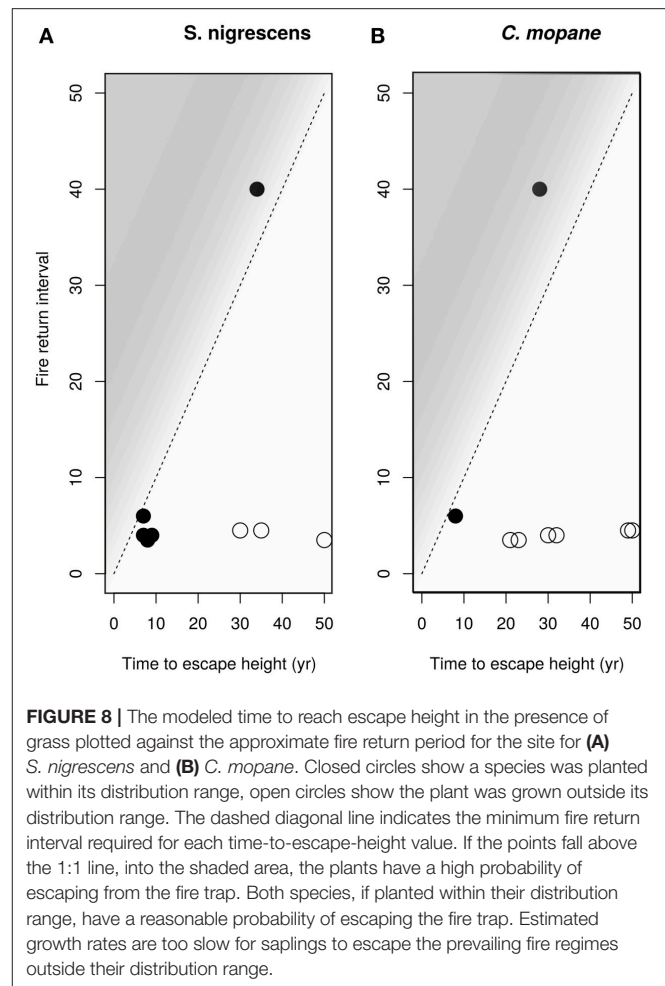 A S. nigrescens
B C. mopane
50
40
30
20
10
0
Fire return interval
0 10 20 30 40 50
Time to escape height (yr)
50
40
30
20
10
0
0 10 20 30 40 50
Time to escape height (yr)
FIGURE 8 | The modeled time to reach escape height in the presence of
grass plotted against the approximate fire return period for the site for (A)
S. nigrescens and (B) C. mopane. Closed circles show a species was planted
within its distribution range, open circles show the plant was grown outside its
distribution range. The dashed diagonal line indicates the minimum fire return
interval required for each time-to-escape-height value. If the points fall above
the 1:1 line, into the shaded area, the plants have a high probability of
escaping from the fire trap. Both species, if planted within their distribution
range, have a reasonable probability of escaping the fire trap. Estimated
growth rates are too slow for saplings to escape the prevailing fire regimes
outside their distribution range.